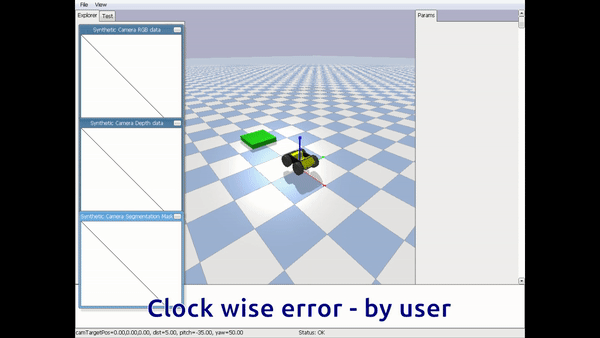 File View
Explorer Test
Params
Synthetic Camera RGB data
Synthetic Camera Depth data
Synthetic Camera Segmentation Mask
Clock wise error - by user
camTargetPos=0.00,0.00,0.00, dist=5.00, pitch=-35.00, yaw=50.00 Status: OK